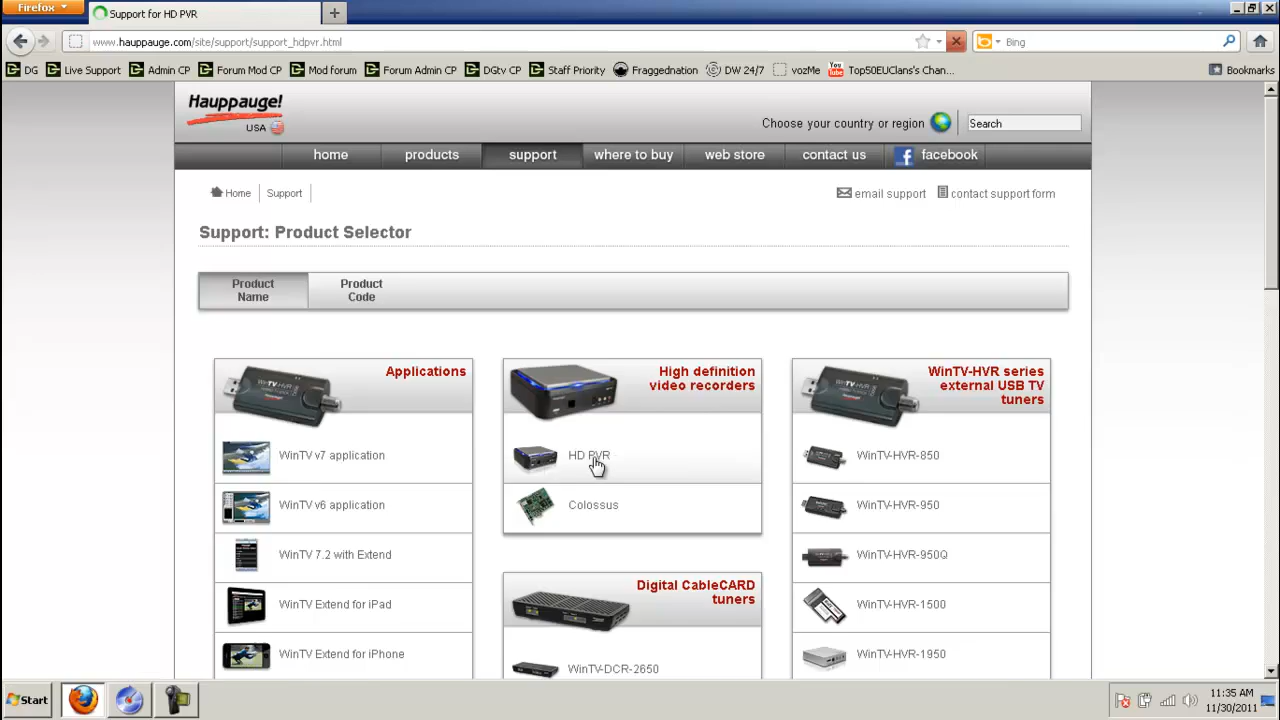 Firefox
Support for HD PVR
www.hauppauge.com/site/support/support_hdpvr.html
Bing
DG
Live Support
Admin CP
Forum Mod CP
Mod forum
Forum Admin CP
DGtv CP
Staff Priority
Fraggednation
DW 24/7
vozMe
Top50EUClans's Chan...
Bookmarks
Hauppauge!
USA
Choose your country or region
Search
home
products
support
where to buy
web store
contact us
facebook
Home
Support
email support
contact support form
Support: Product Selector
Product
Name
Product
Code
Applications
WinTV v7 application
WinTV v6 application
WinTV 7.2 with Extend
WinTV Extend for iPad
WinTV Extend for iPhone
High definition
video recorders
HD PVR
Colossus
Digital CableCARD
tuners
WinTV-DCR-2650
WinTV-HVR series
external USB TV
tuners
WinTV-HVR-850
WinTV-HVR-950
WinTV-HVR-950Q
WinTV-HVR-1500
WinTV-HVR-1950
Start
11:35 AM
11/30/2011